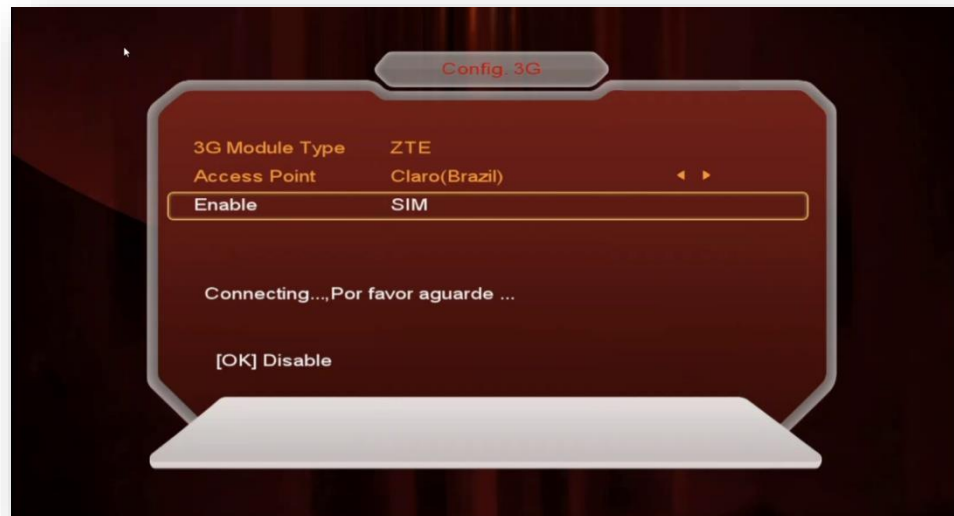 Config. 3G
3G Module Type ZTE
Access Point Claro(Brazil)
Enable SIM
Connecting...,Por favor aguarde ...
[OK] Disable